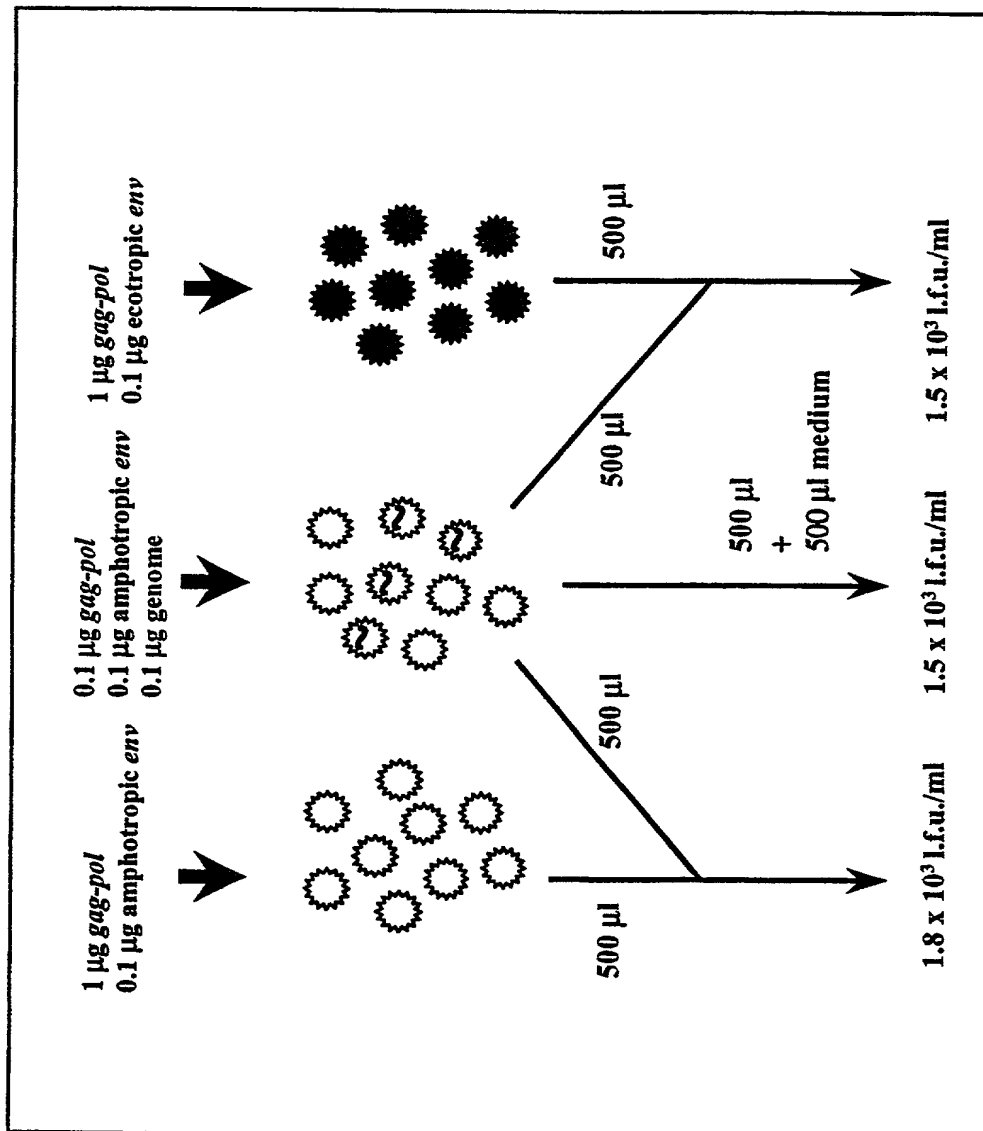 1 µg gag-pol
0.1 µg amphotropic env
0.1 µg gag-pol
0.1 µg amphotropic env
0.1 µg genome
1 µg gag-pol
0.1 µg ecotropic env
500 µl
500 µl
500 µl
+
500 µl medium
500 µl
500 µl
1.8 x 10³ l.f.u./ml
1.5 x 10³ l.f.u./ml
1.5 x 10³ l.f.u./ml